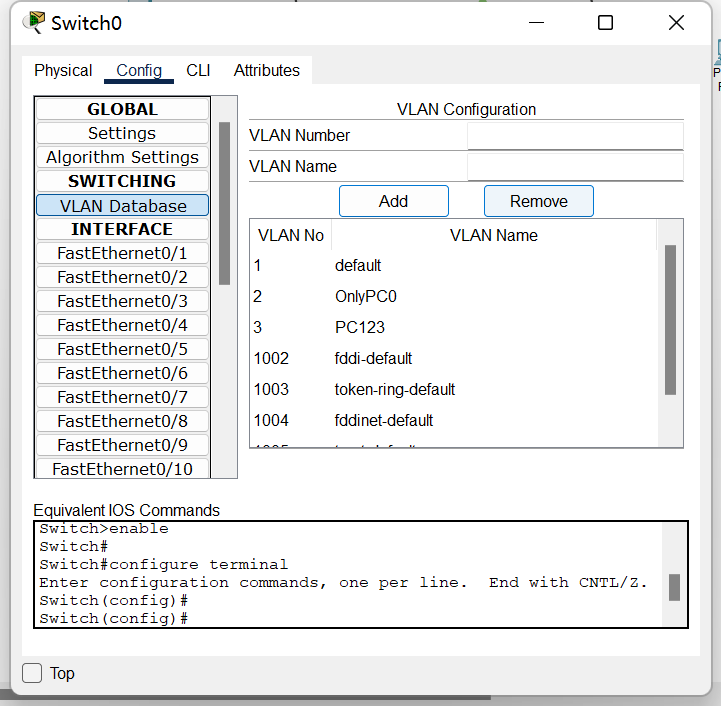 Switch0
Physical Config CLI Attributes
GLOBAL
Settings
Algorithm Settings
SWITCHING
VLAN Database
INTERFACE
FastEthernet0/1
FastEthernet0/2
FastEthernet0/3
FastEthernet0/4
FastEthernet0/5
FastEthernet0/6
FastEthernet0/7
FastEthernet0/8
FastEthernet0/9
FastEthernet0/10
VLAN Configuration
VLAN Number
VLAN Name
Add Remove
VLAN No VLAN Name
1 default
2 OnlyPC0
3 PC123
1002 fddi-default
1003 token-ring-default
1004 fddinet-default
Equivalent IOS Commands
Switch>enable
Switch#
Switch#configure terminal
Enter configuration commands, one per line.  End with CNTL/Z.
Switch(config)#
Switch(config)#
Top